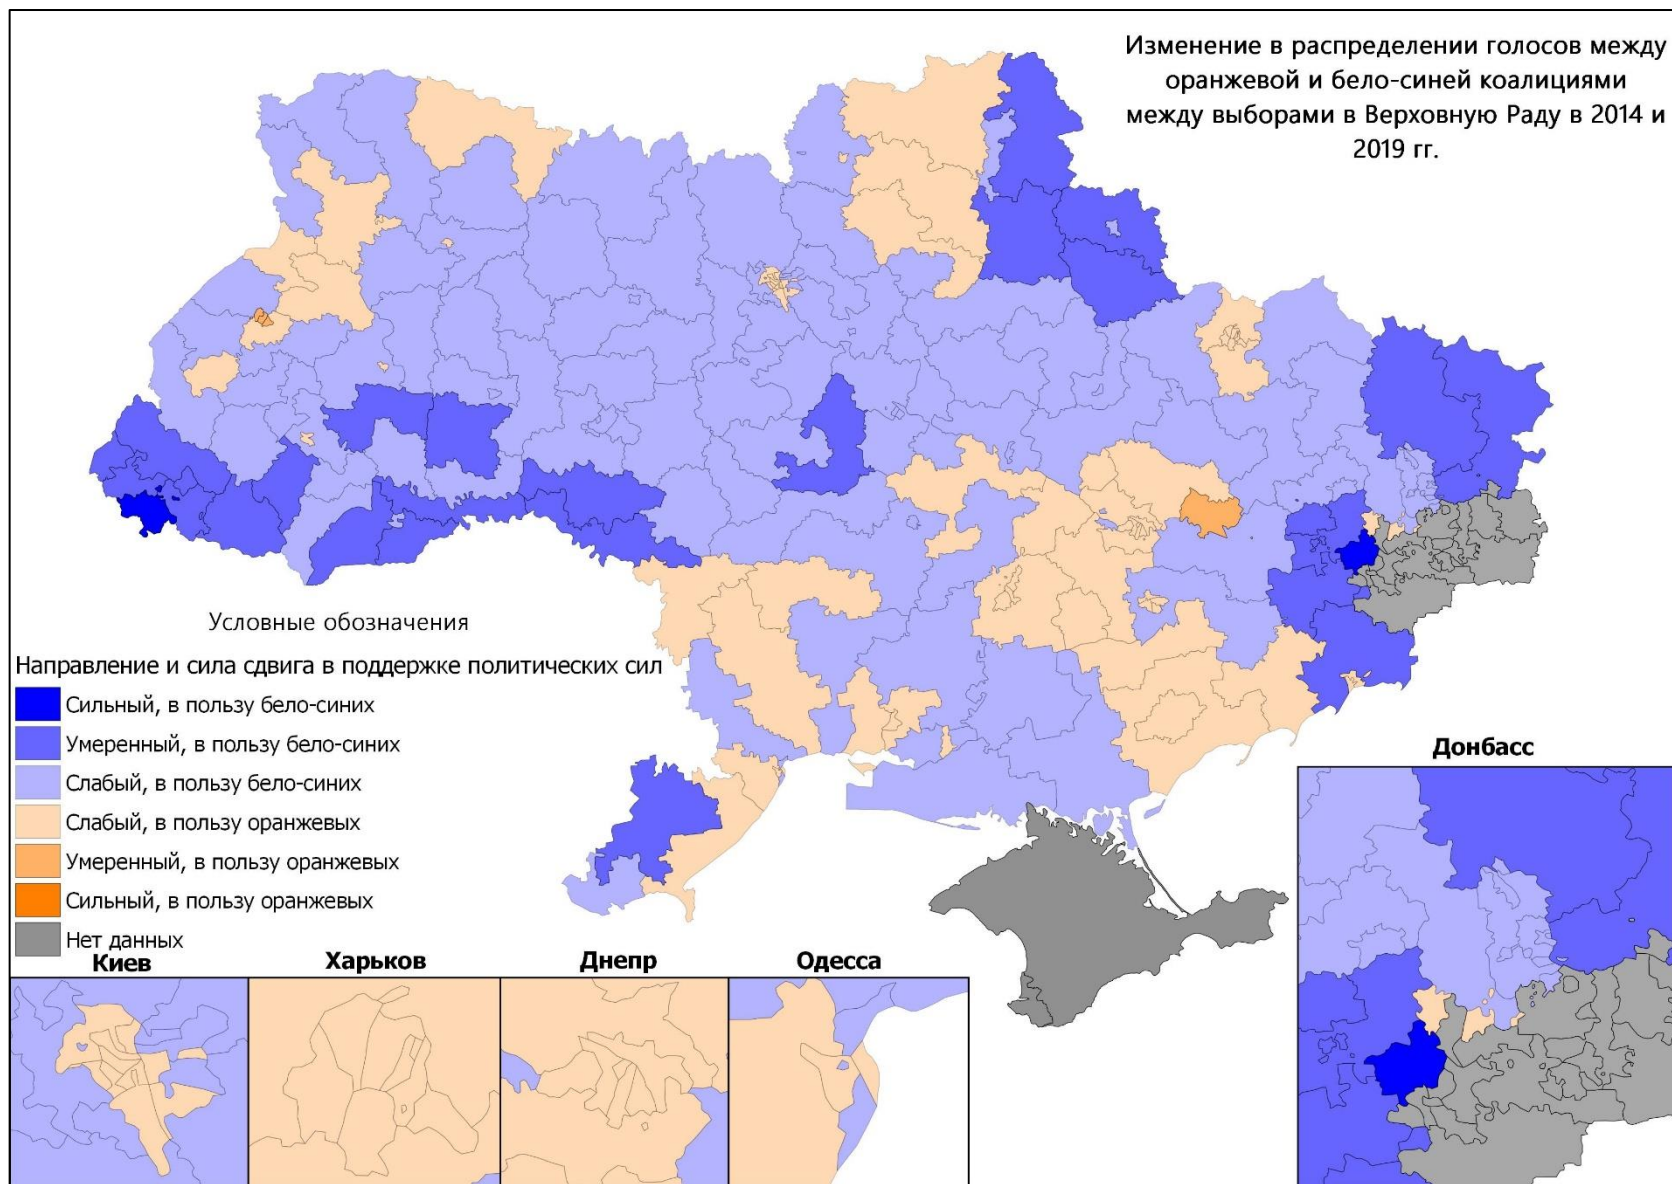 Изменение в распределении голосов между
оранжевой и бело-синей коалициями
между выборами в Верховную Раду в 2014 и
2019 гг.
Условные обозначения
Направление и сила сдвига в поддержке политических сил
Сильный, в пользу бело-синих
Умеренный, в пользу бело-синих
Слабый, в пользу бело-синих
Слабый, в пользу оранжевых
Умеренный, в пользу оранжевых
Сильный, в пользу оранжевых
Нет данных
Киев
Харьков
Днепр
Одесса
Донбасс